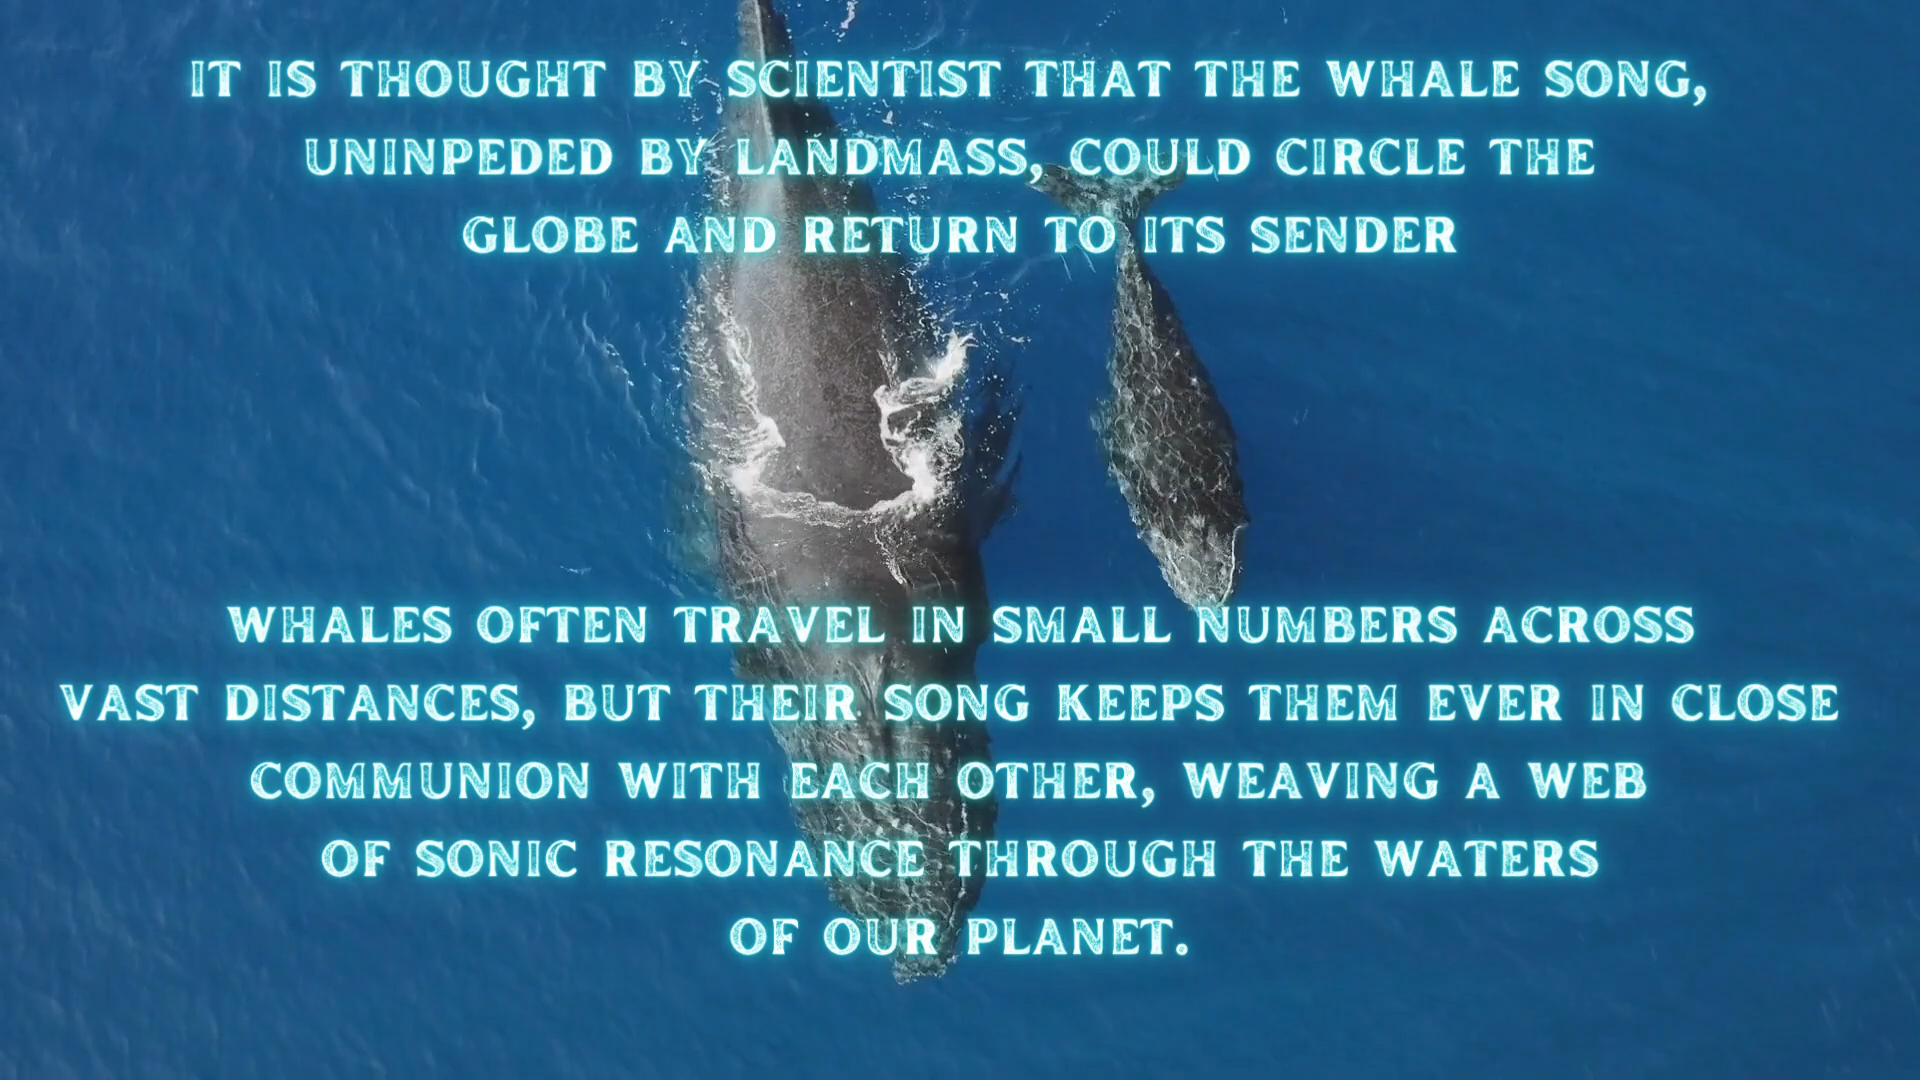 IT IS THOUGHT BY SCIENTIST THAT THE WHALE SONG,
UNINPEDED BY LANDMASS, COULD CIRCLE THE
GLOBE AND RETURN TO ITS SENDER
WHALES OFTEN TRAVEL IN SMALL NUMBERS ACROSS
VAST DISTANCES, BUT THEIR SONG KEEPS THEM EVER IN CLOSE
COMMUNION WITH EACH OTHER, WEAVING A WEB
OF SONIC RESONANCE THROUGH THE WATERS
OF OUR PLANET.